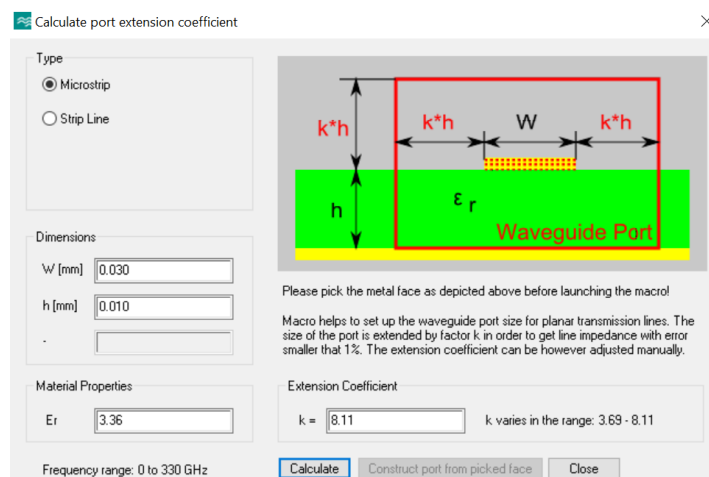 Calculate port extension coefficient
Type
Microstrip
Strip Line
k*h
k*h
W
k*h
h
ε r
Waveguide Port
Dimensions
W [mm] 0.030
h [mm] 0.010
-
Please pick the metal face as depicted above before launching the macro!
Macro helps to set up the waveguide port size for planar transmission lines. The
size of the port is extended by factor k in order to get line impedance with error
smaller that 1%. The extension coefficient can be however adjusted manually.
Material Properties
Er 3.36
Extension Coefficient
k = 8.11 k varies in the range: 3.69 - 8.11
Frequency range: 0 to 330 GHz
Calculate
Construct port from picked face
Close